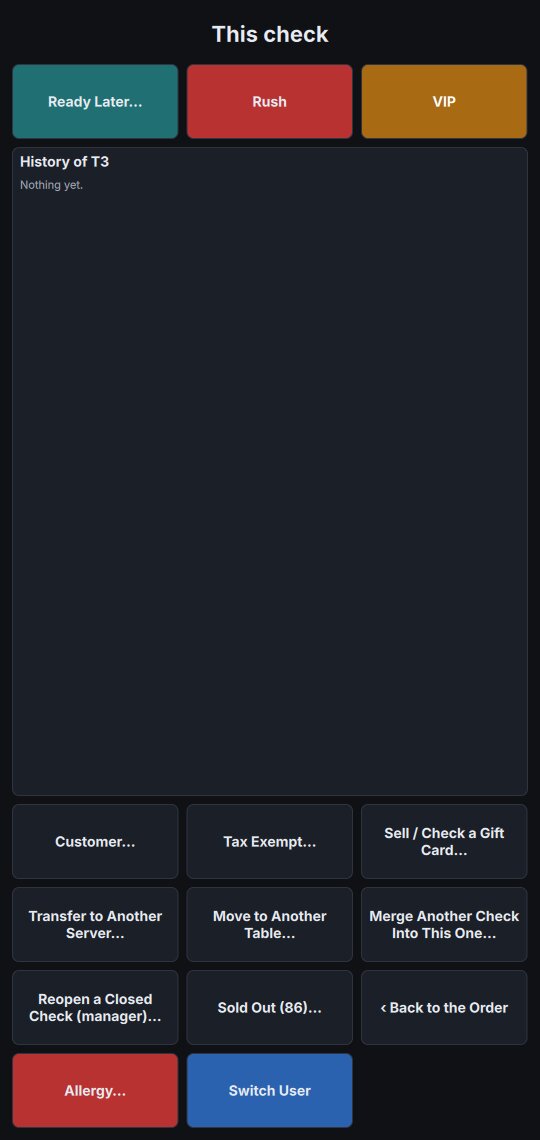 This check
Ready Later...
Rush
VIP
History of T3
Nothing yet.
Customer...
Tax Exempt...
Sell / Check a Gift
Card...
Transfer to Another
Server...
Move to Another
Table...
Merge Another Check
Into This One...
Reopen a Closed
Check (manager)...
Sold Out (86)...
‹ Back to the Order
Allergy...
Switch User